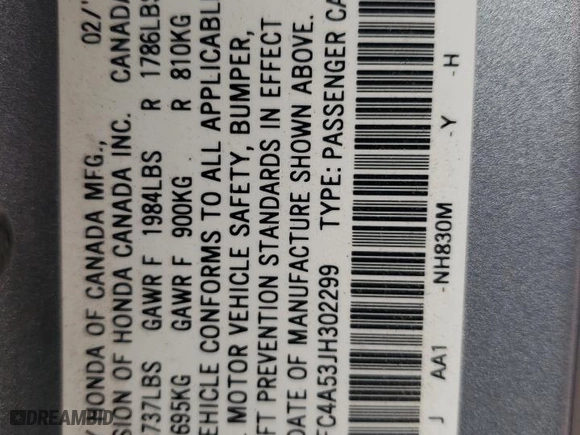 Y HONDA OF CANADA MFG., 02/
SION OF HONDA CANADA INC. CANADA
737LBS GAWR F 1984LBS R 1786LBS
695KG GAWR F 900KG R 810KG
EHICLE CONFORMS TO ALL APPLICABL
MOTOR VEHICLE SAFETY, BUMPER,
FT PREVENTION STANDARDS IN EFFECT
DATE OF MANUFACTURE SHOWN ABOVE.
FC4A53JH302299 TYPE: PASSENGER CA
J AA1 -NH830M -Y -H
DREAMBID